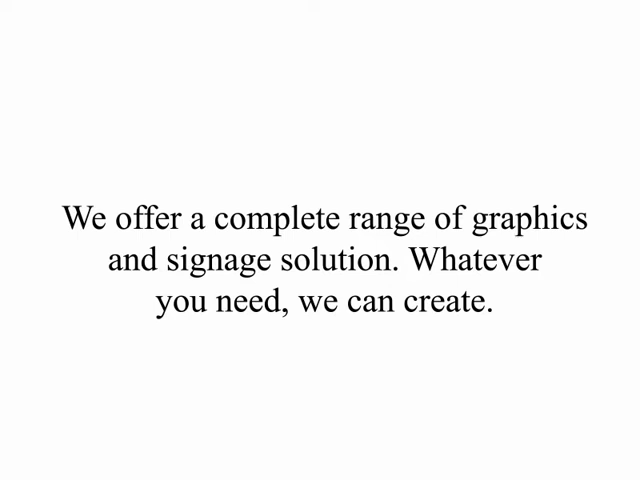 We offer a complete range of graphics
and signage solution. Whatever
you need, we can create.